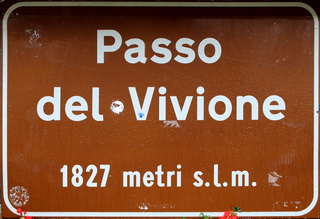 Passo
del Vivione
1827 metri s.l.m.